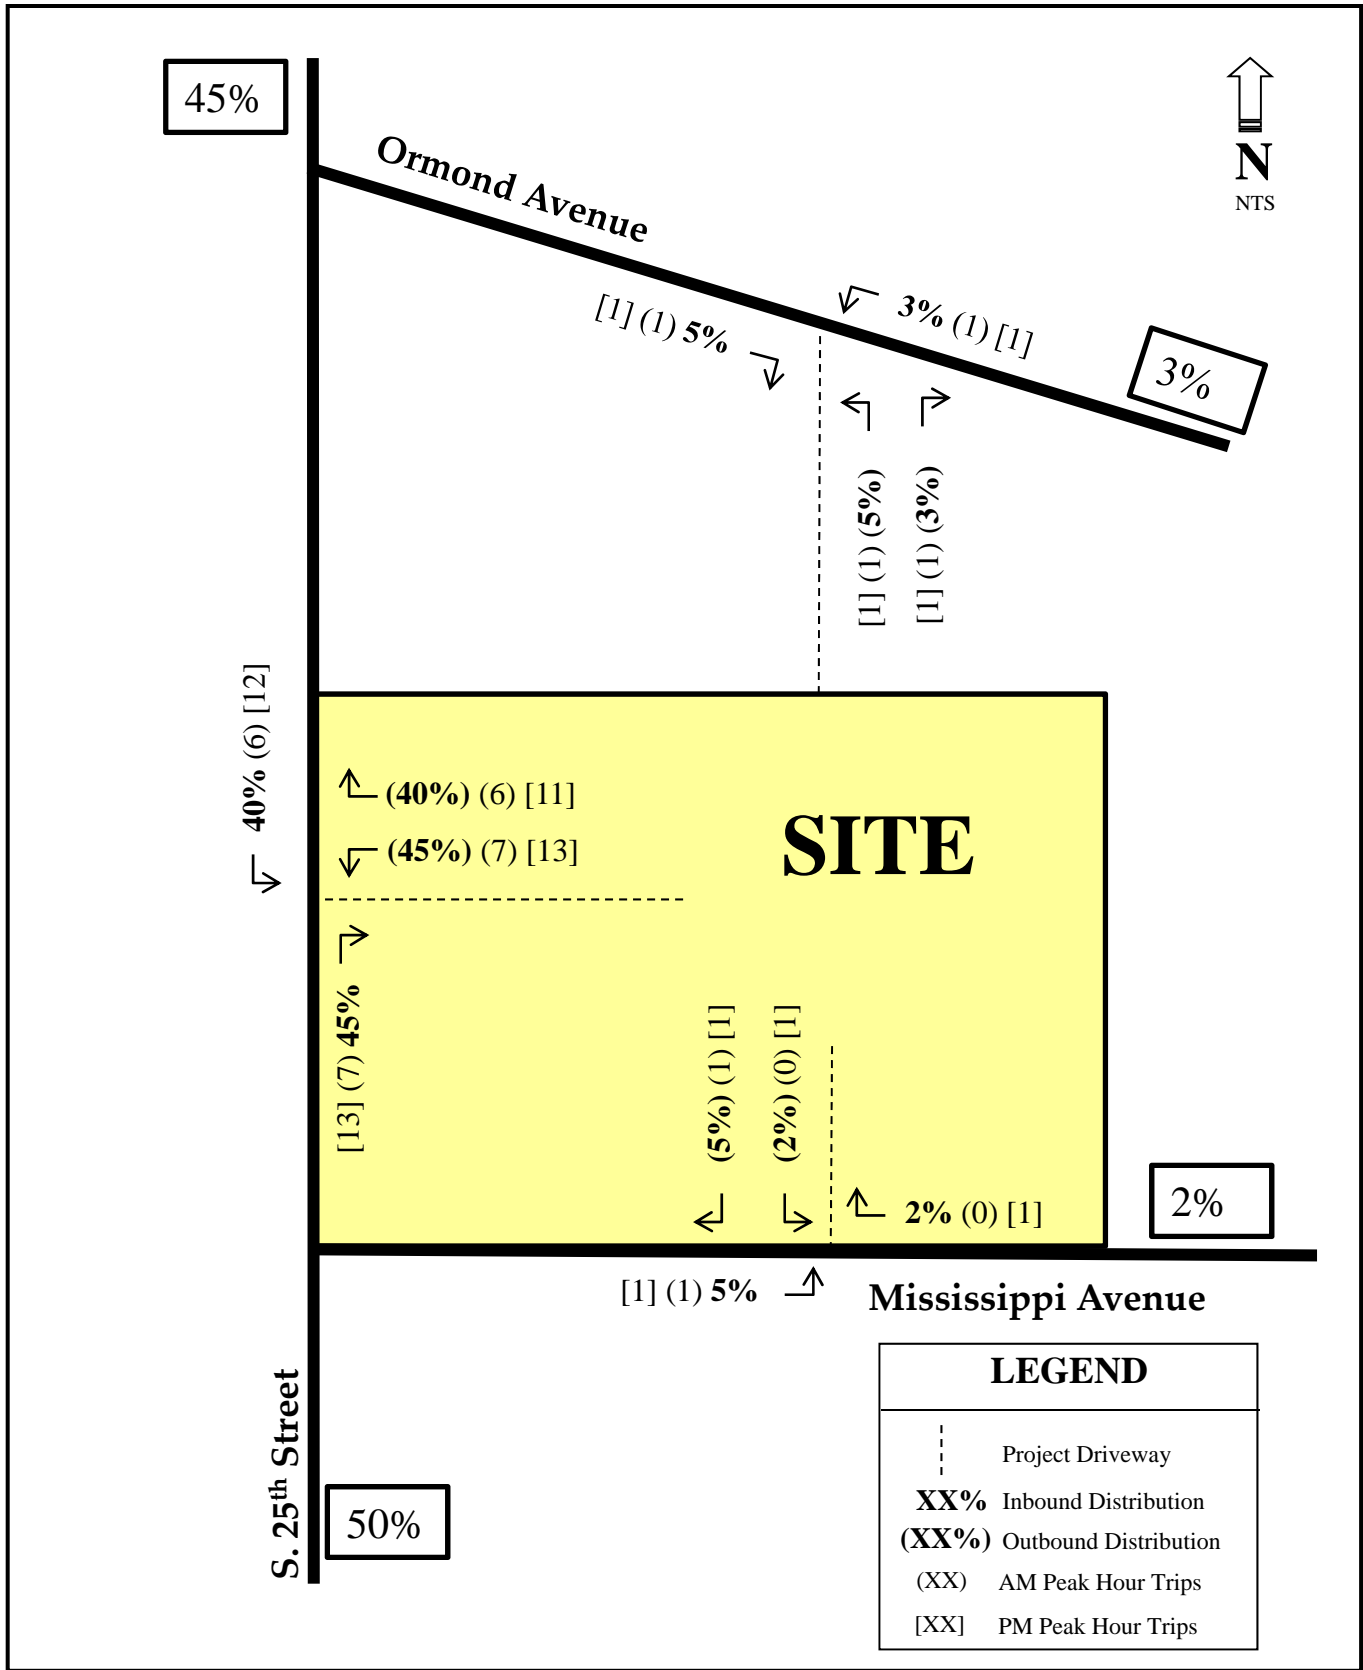 45%
N
NTS
Ormond Avenue
3% (1) [1]
[1] (1) 5%
3%
[1] (1) (5%)
[1] (1) (3%)
40% (6) [12]
(40%) (6) [11]
(45%) (7) [13]
SITE
[13] (7) 45%
(5%) (1) [1]
(2%) (0) [1]
2% (0) [1]
2%
[1] (1) 5%
Mississippi Avenue
S. 25th Street
50%
LEGEND
Project Driveway
XX% Inbound Distribution
(XX%) Outbound Distribution
(XX) AM Peak Hour Trips
[XX] PM Peak Hour Trips